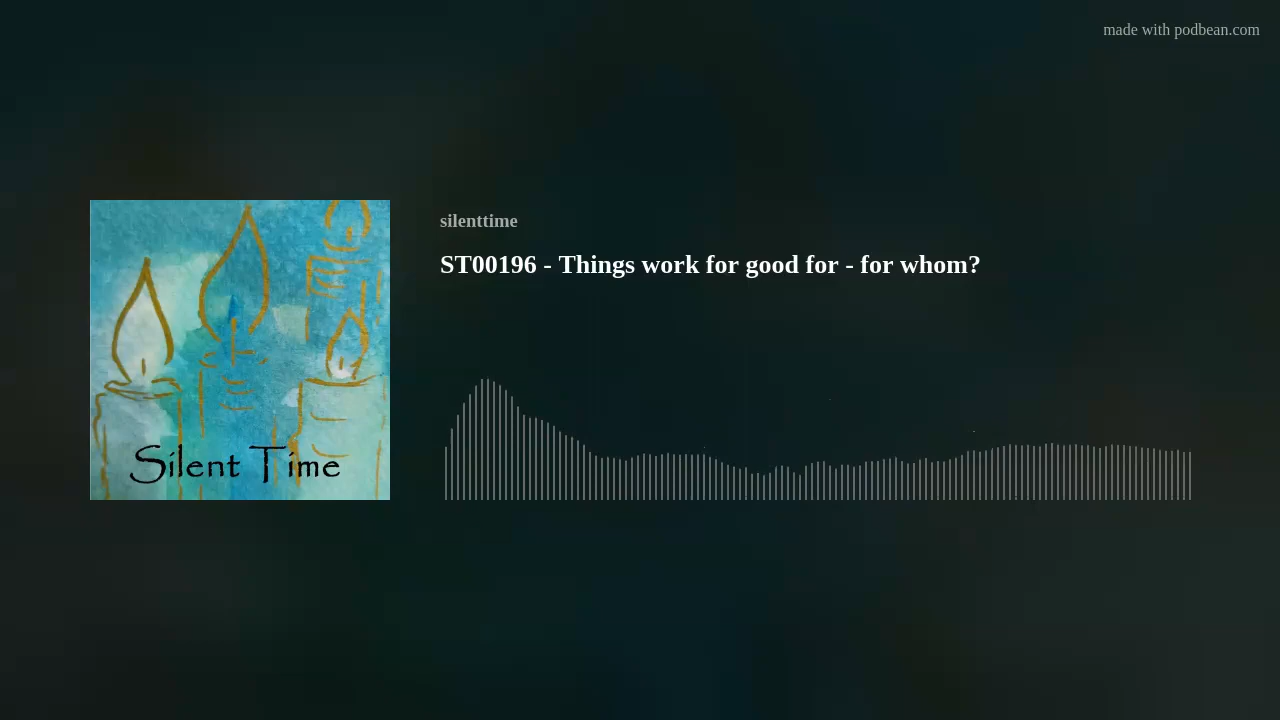 made with podbean.com
silenttime
ST00196 - Things work for good for - for whom?
Silent Time